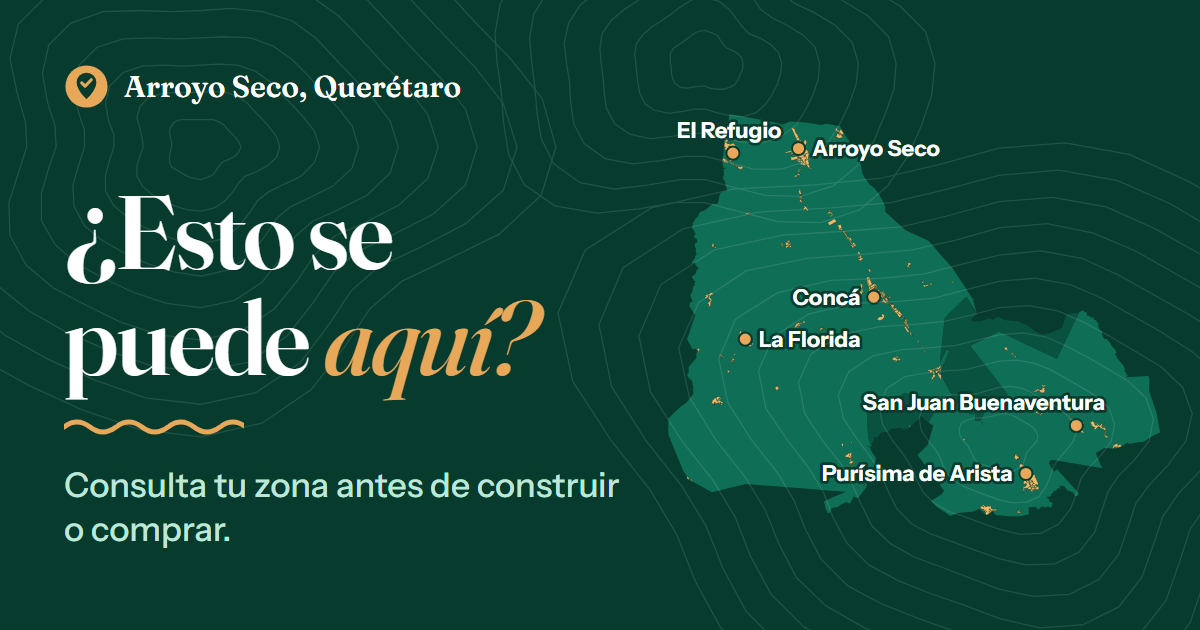 Arroyo Seco, Querétaro
¿Esto se
puede aquí?
Consulta tu zona antes de construir
o comprar.
El Refugio
Arroyo Seco
Concá
La Florida
San Juan Buenaventura
Purísima de Arista